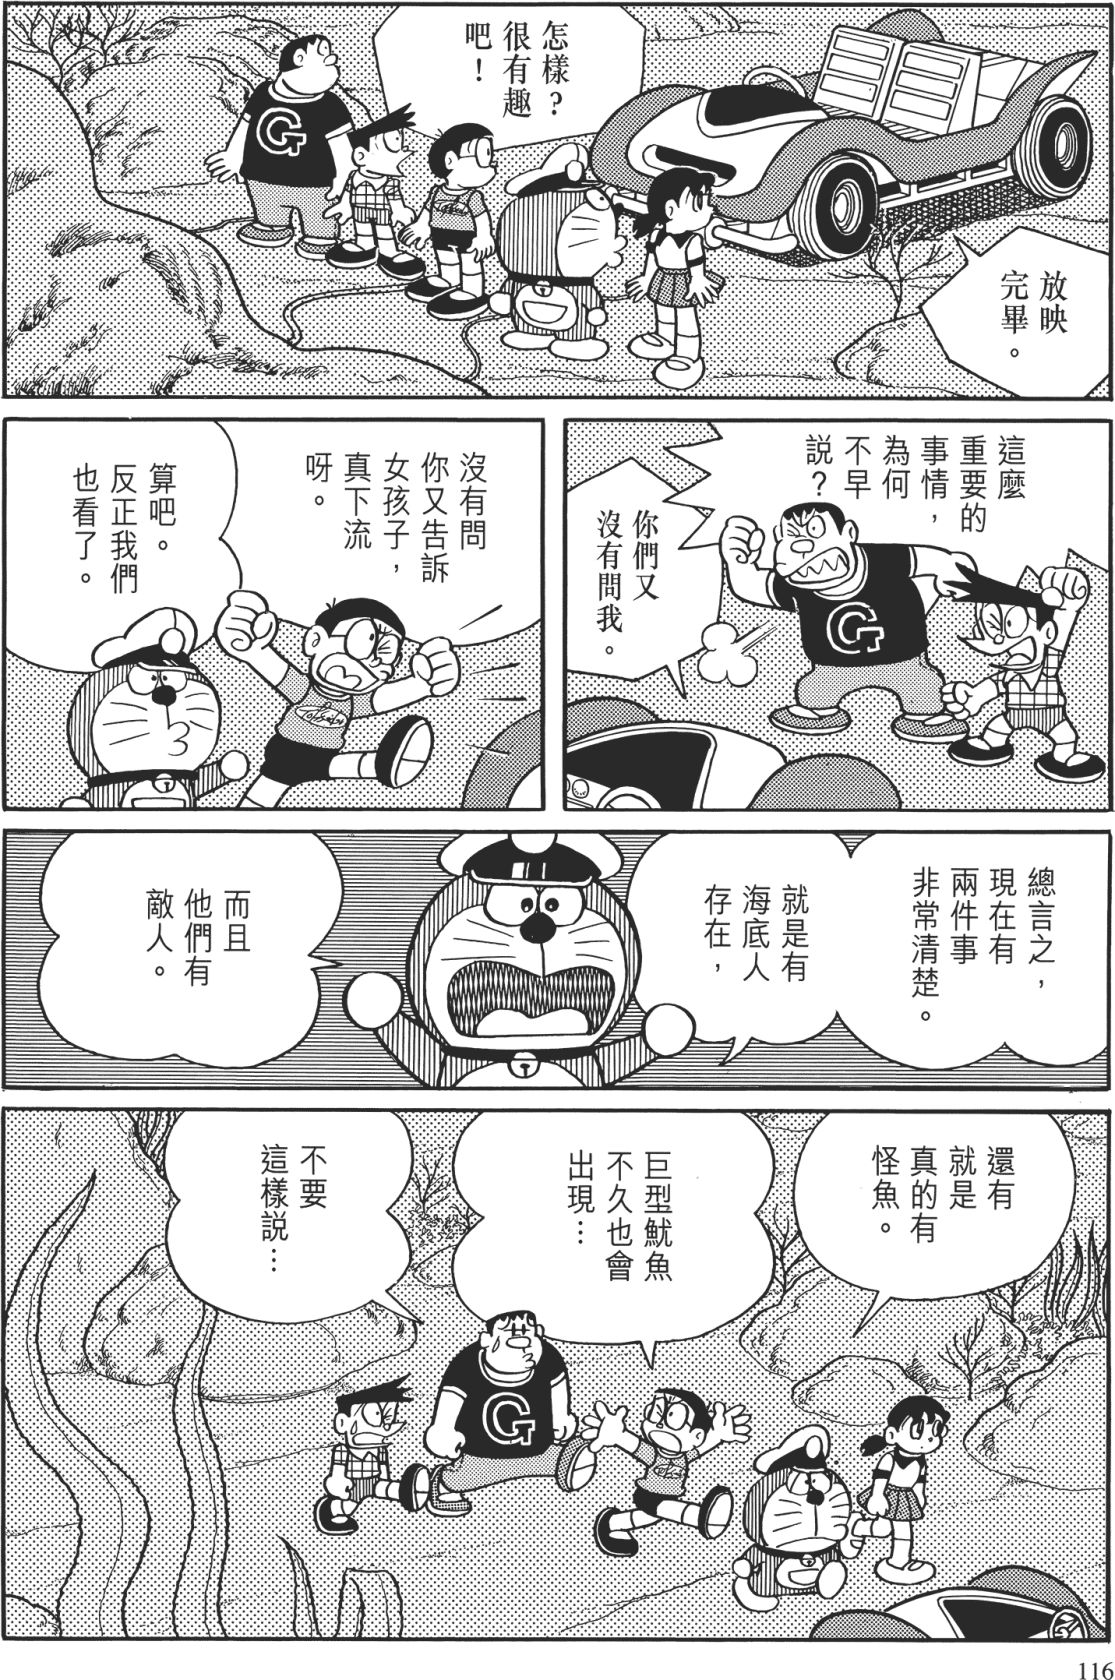 放映
完畢。
怎樣？
很有趣
吧！
G
這麼
重要的
事情，
為何
不早
説？
你們又
沒有問我。
G
沒有問
你又告訴
女孩子，
真下流
呀。
算吧。
反正我們
也看了。
總言之，
現在有
兩件事
非常清楚。
就是有
海底人
存在，
而且
他們有
敵人。
還有
就是
真的有
怪魚。
巨型魷魚
不久也會
出現…
不要
這樣説…
G
116